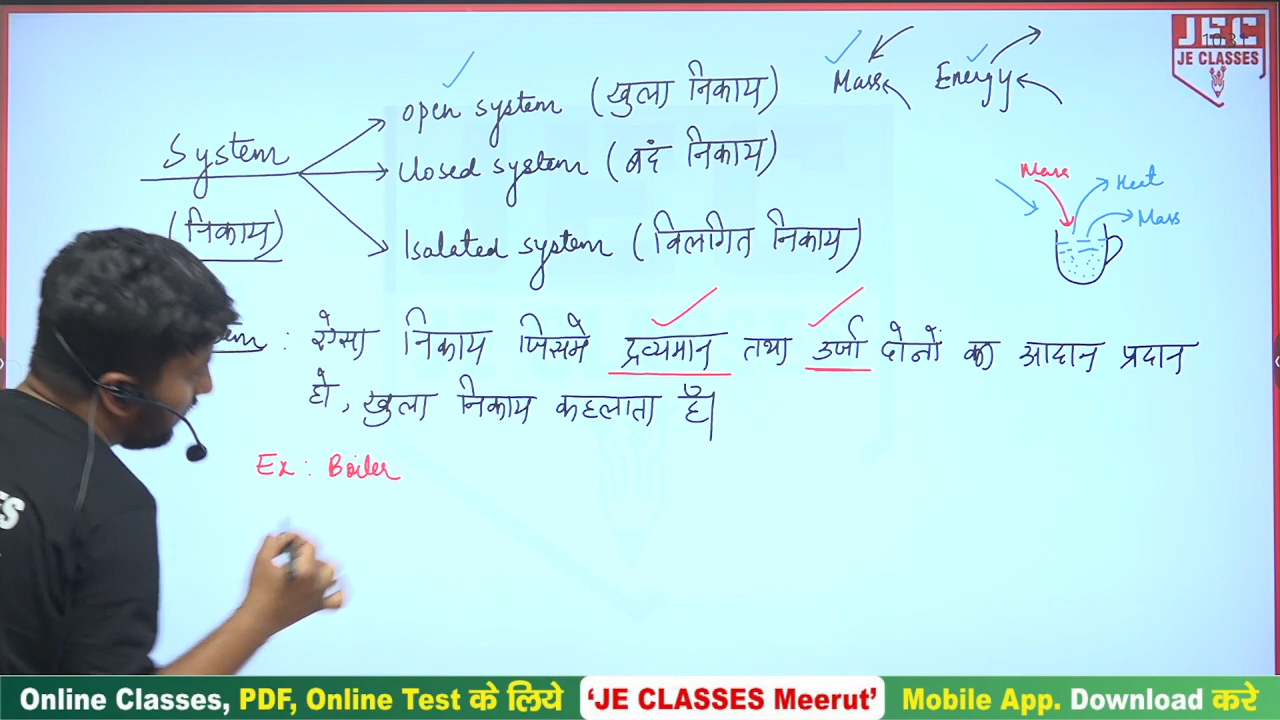 JEC
JE CLASSES
open system (खुला निकाय)
Mass
Energy
System
(निकाय)
Closed system (बदं निकाय)
Isolated system (विलगित निकाय)
Mass
Heat
Mass
ऐसा निकाय जिसमे द्रव्यमान तथा उर्जा दोनों का आदान प्रदान
हो, खुला निकाय कहलाता है।
Ex : Boiler
Online Classes, PDF, Online Test के लिये 'JE CLASSES Meerut' Mobile App. Download करे